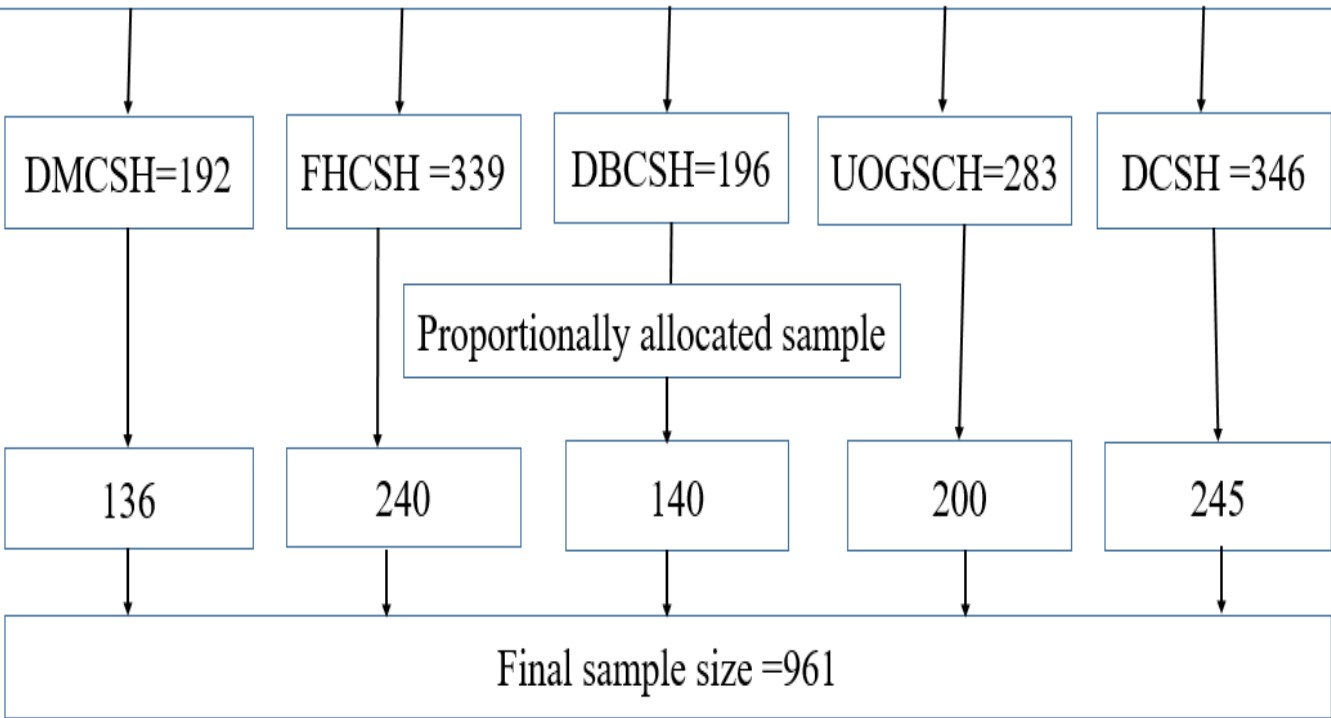 DMCSH=192
FHCSH =339
DBCSH=196
UOGSCH=283
DCSH =346
Proportionally allocated sample
136
240
140
200
245
Final sample size =961